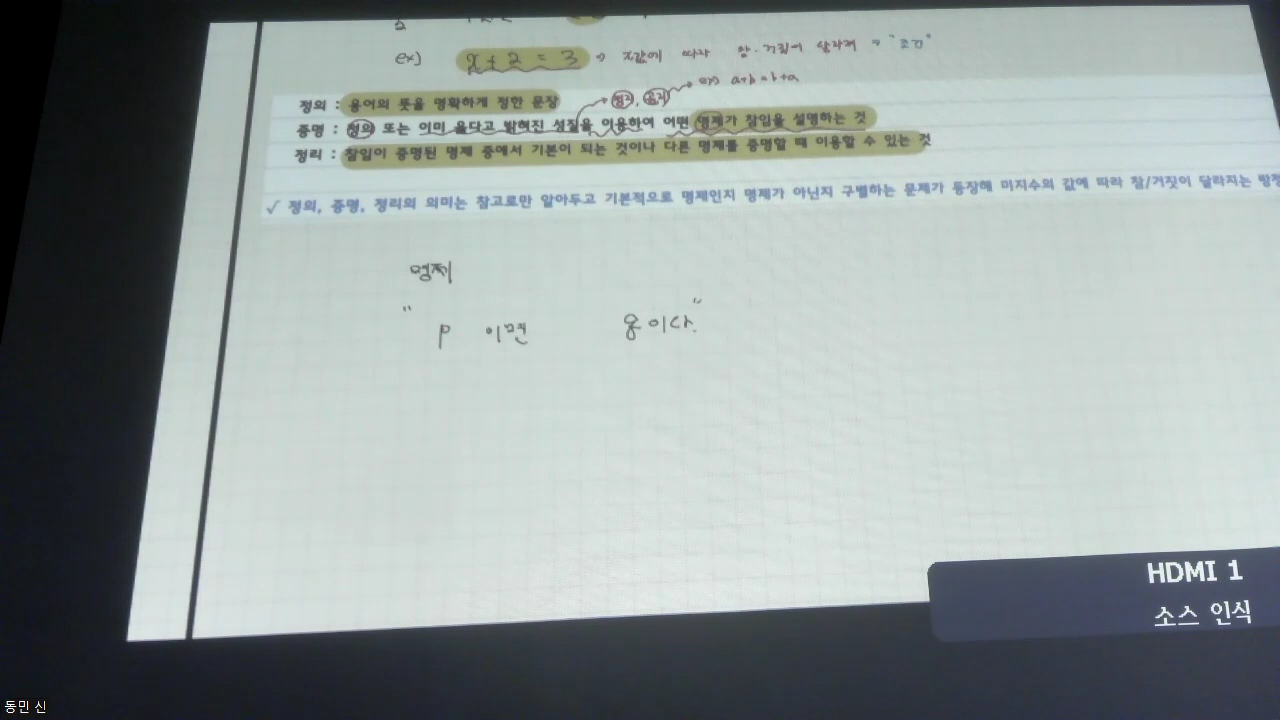 ex) x + 2 = 3 → x값에 따라 참·거짓이 달라져 → "조건"
ex) a+b=b+a
정리, 공리
정의 : 용어의 뜻을 명확하게 정한 문장
증명 : 정의 또는 이미 옳다고 밝혀진 성질을 이용하여 어떤 명제가 참임을 설명하는 것
정리 : 참임이 증명된 명제 중에서 기본이 되는 것이나 다른 명제를 증명할 때 이용할 수 있는 것
✓ 정의, 증명, 정리의 의미는 참고로만 알아두고 기본적으로 명제인지 명제가 아닌지 구별하는 문제가 등장해 미지수의 값에 따라 참/거짓이 달라지는
명제
" p 이면 이다. "
HDMI 1
소스 인식
동민 신